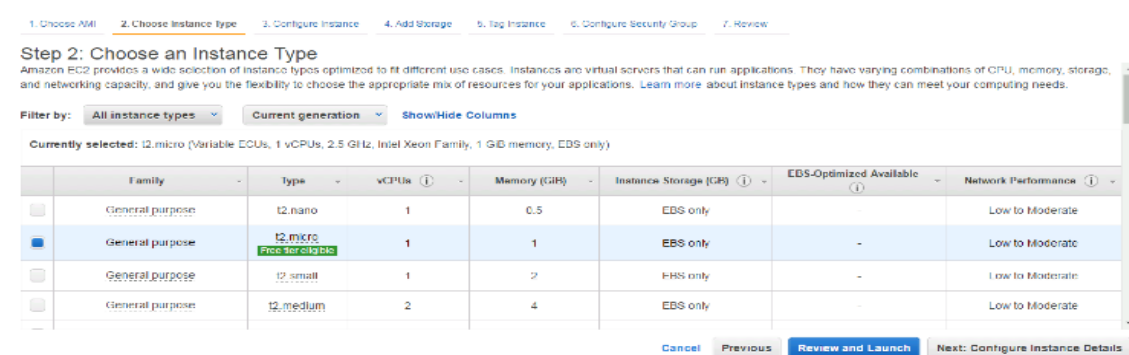 1. Choose AMI 2. Choose Instance Type 3. Configure Instance 4. Add Storage 5. Tag Instance 6. Configure Security Group 7. Review
Step 2: Choose an Instance Type
Amazon EC2 provides a wide selection of instance types optimized to fit different use cases. Instances are virtual servers that can run applications. They have varying combinations of CPU, memory, storage,
and networking capacity, and give you the flexibility to choose the appropriate mix of resources for your applications. Learn more about instance types and how they can meet your computing needs.
Filter by: All instance types Current generation Show/Hide Columns
Currently selected: t2.micro (Variable ECUs, 1 vCPUs, 2.5 GHz, Intel Xeon Family, 1 GiB memory, EBS only)
Family Type vCPUs Memory (GiB) Instance Storage (GB) EBS-Optimized Available Network Performance
General purpose t2.nano 1 0.5 EBS only - Low to Moderate
General purpose t2.micro 1 1 EBS only - Low to Moderate
Free tier eligible
General purpose t2.small 1 2 EBS only - Low to Moderate
General purpose t2.medium 2 4 EBS only - Low to Moderate
Cancel Previous Review and Launch Next: Configure Instance Details